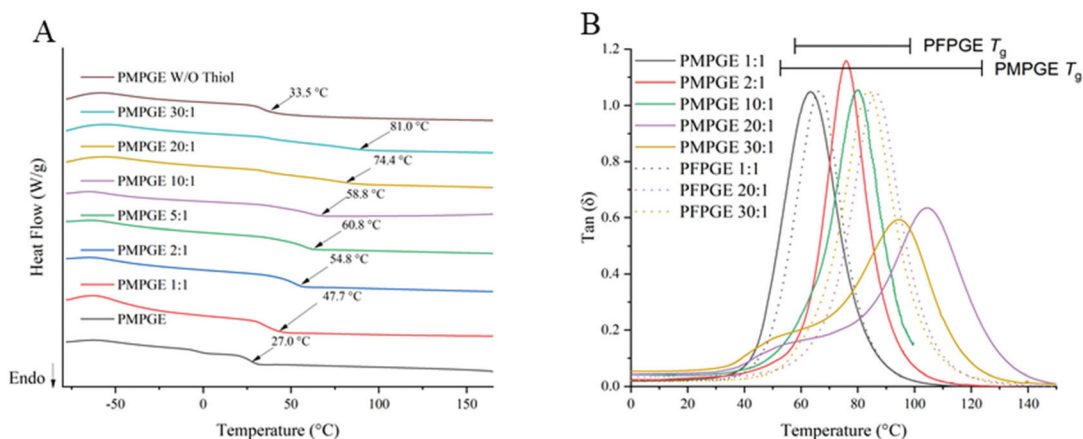 A
Heat Flow (W/g)
PMPGE W/O Thiol
PMPGE 30:1
PMPGE 20:1
PMPGE 10:1
PMPGE 5:1
PMPGE 2:1
PMPGE 1:1
PMPGE
33.5 °C
81.0 °C
74.4 °C
58.8 °C
60.8 °C
54.8 °C
47.7 °C
27.0 °C
Endo
-50 0 50 100 150
Temperature (°C)
B
PFPGE Tg
PMPGE Tg
Tan (δ)
1.2
1.0
0.8
0.6
0.4
0.2
0.0
PMPGE 1:1
PMPGE 2:1
PMPGE 10:1
PMPGE 20:1
PMPGE 30:1
PFPGE 1:1
PFPGE 20:1
PFPGE 30:1
0 20 40 60 80 100 120 140
Temperature (°C)